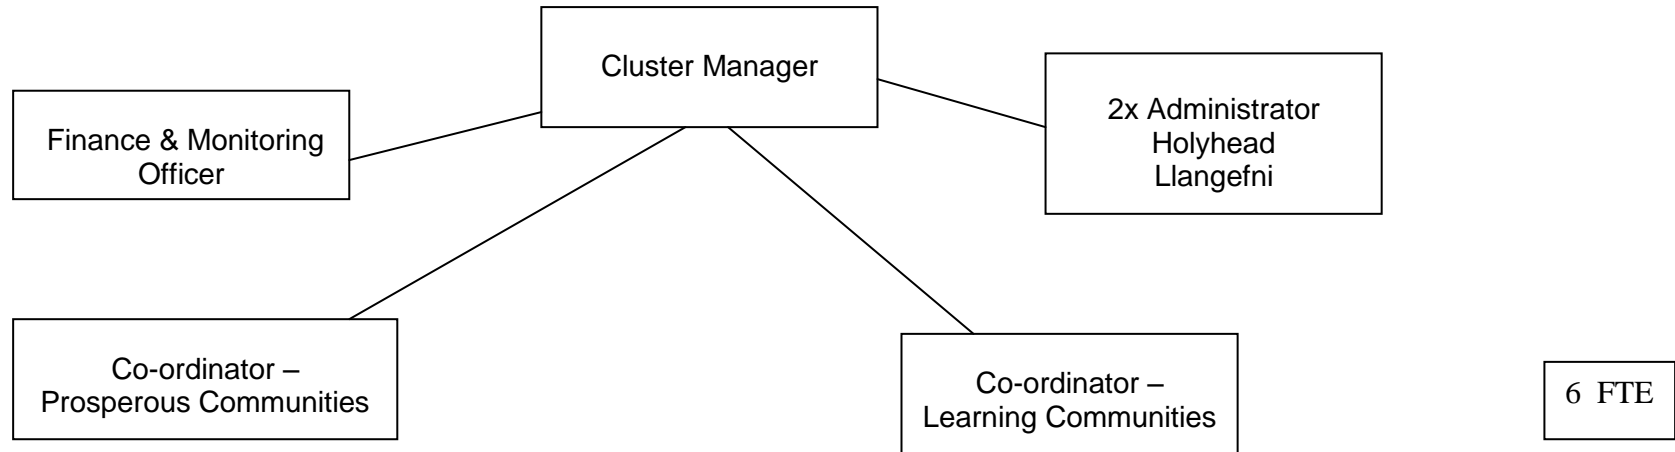 Cluster Manager
Finance & Monitoring
Officer
2x Administrator
Holyhead
Llangefni
Co-ordinator –
Prosperous Communities
Co-ordinator –
Learning Communities
6 FTE